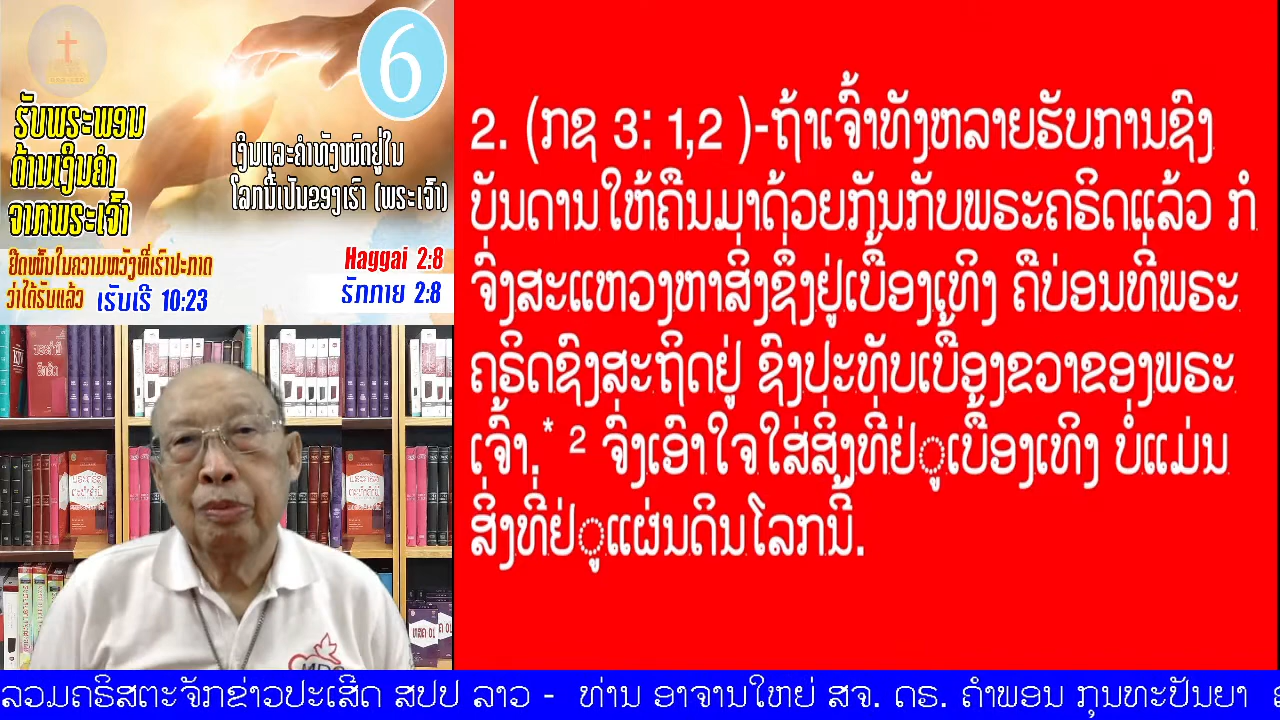 6
ຮັບພຣະພອນ
ດ້ານເງິນຄຳ
ຈາກພຣະເຈົ້າ
ເງິນແລະຄຳທັງໝົດຢູ່ໃນ
ໂລກນີ້ເປັນຂອງເຮົາ (ພຣະເຈົ້າ)
ຢຶດໝັ້ນໃນຄວາມຫວັງທີ່ເຮົາປະກາດ
ວ່າໄດ້ຮັບແລ້ວ ເຮັບເຣີ 10:23
Haggai 2:8
ຮັກກາຍ 2:8
2. (ກຊ 3: 1,2 )-ຖ້າເຈົ້າທັງຫລາຍຮັບການຊົງ
ບັນດານໃຫ້ຄືນມາດ້ວຍກັນກັບພຣະຄຣິດແລ້ວ ກໍ
ຈົ່ງສະແຫວງຫາສິ່ງຊຶ່ງຢູ່ເບື້ອງເທິງ ຄືບ່ອນທີ່ພຣະ
ຄຣິດຊົງສະຖິດຢູ່ ຊົງປະທັບເບື້ອງຂວາຂອງພຣະ
ເຈົ້າ. * 2 ຈົ່ງເອົາໃຈໃສ່ສິ່ງທີ່ຢູ່ເບື້ອງເທິງ ບໍ່ແມ່ນ
ສິ່ງທີ່ຢູ່ແຜ່ນດິນໂລກນີ້.
ລວມຄຣິສຕະຈັກຂ່າວປະເສີດ ສປປ ລາວ - ທ່ານ ອາຈານໃຫຍ່ ສຈ. ດຣ. ຄຳພອນ ກຸນທະປັນຍາ